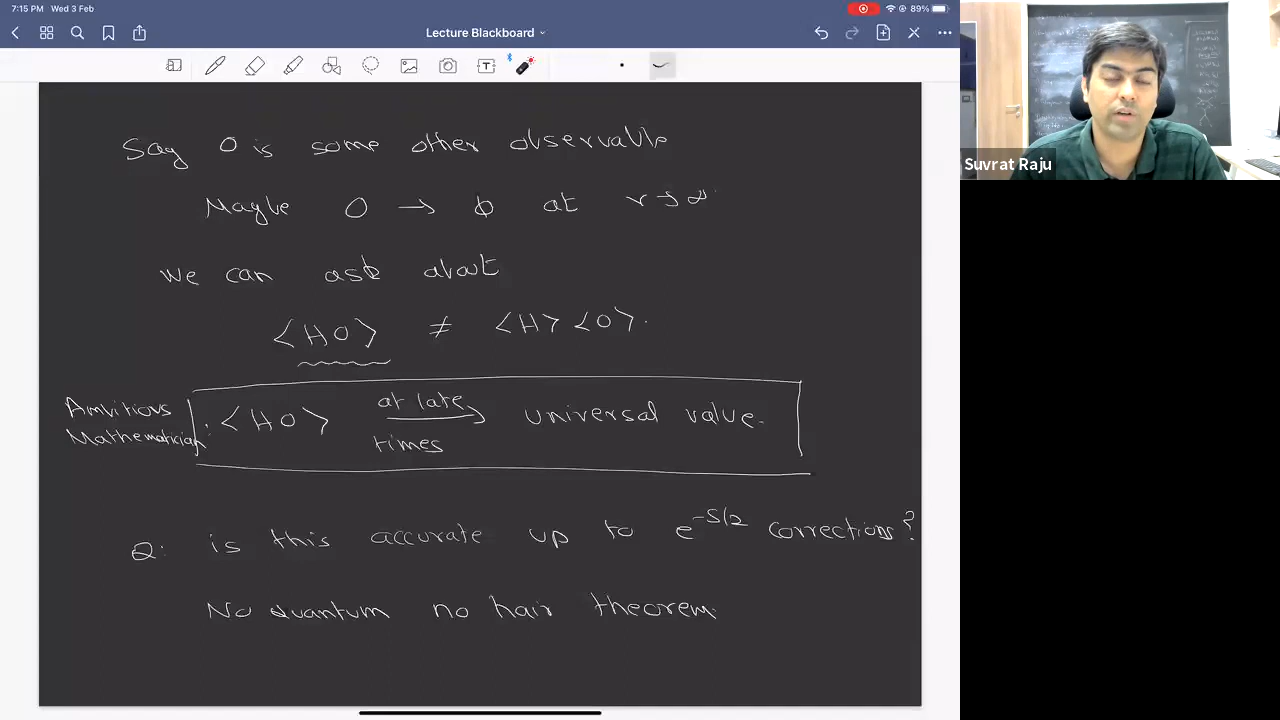 7:15 PM Wed 3 Feb
89%
Lecture Blackboard
Suvrat Raju
Say O is some other observable
Maybe O → ϕ at r → ∞.
We can ask about
<HO> ≠ <H> <O>.
Ambitious Mathematician: <HO> at late times → universal value.
Q: is this accurate up to e^{-S/2} corrections?
No quantum no hair theorem.